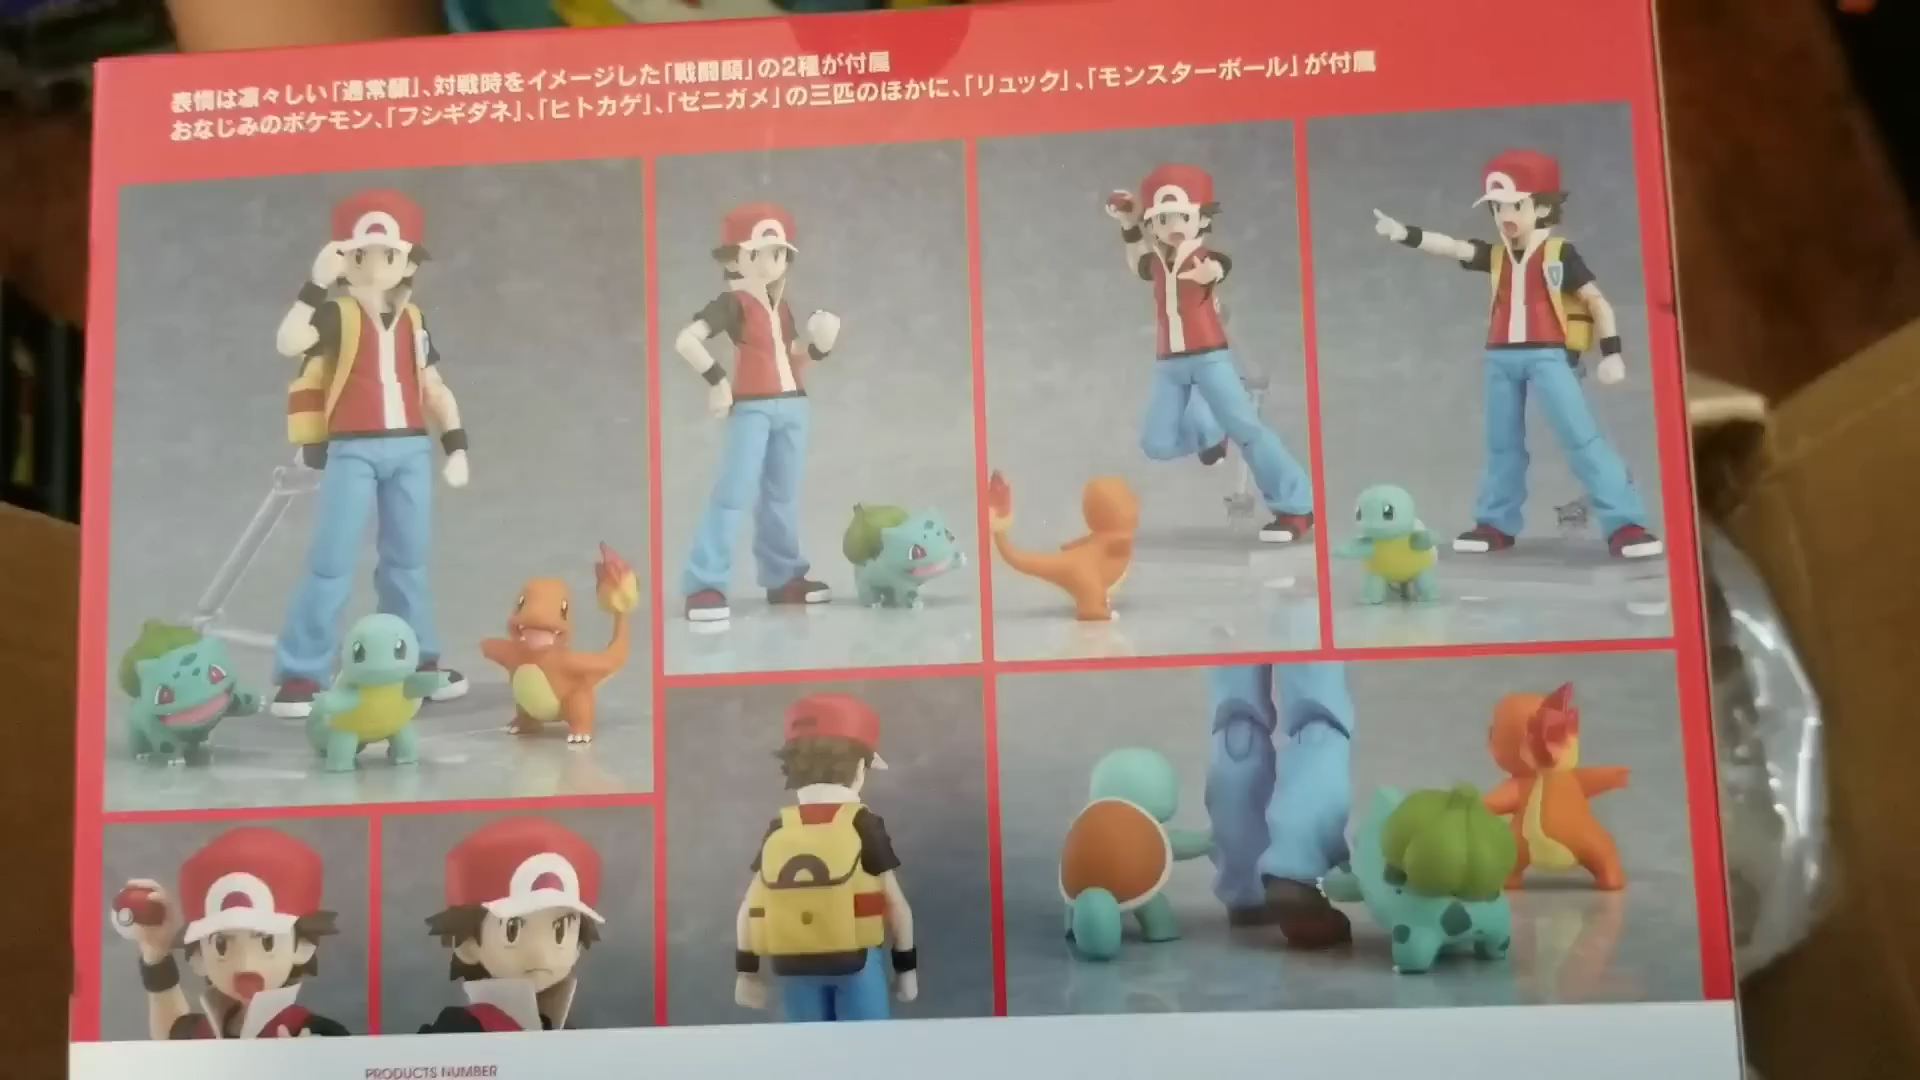 表情は凛々しい「通常顔」、対戦時をイメージした「戦闘顔」の2種が付属
おなじみのポケモン、「フシギダネ」、「ヒトカゲ」、「ゼニガメ」の三匹のほかに、「リュック」、「モンスターボール」が付属
PRODUCTS NUMBER